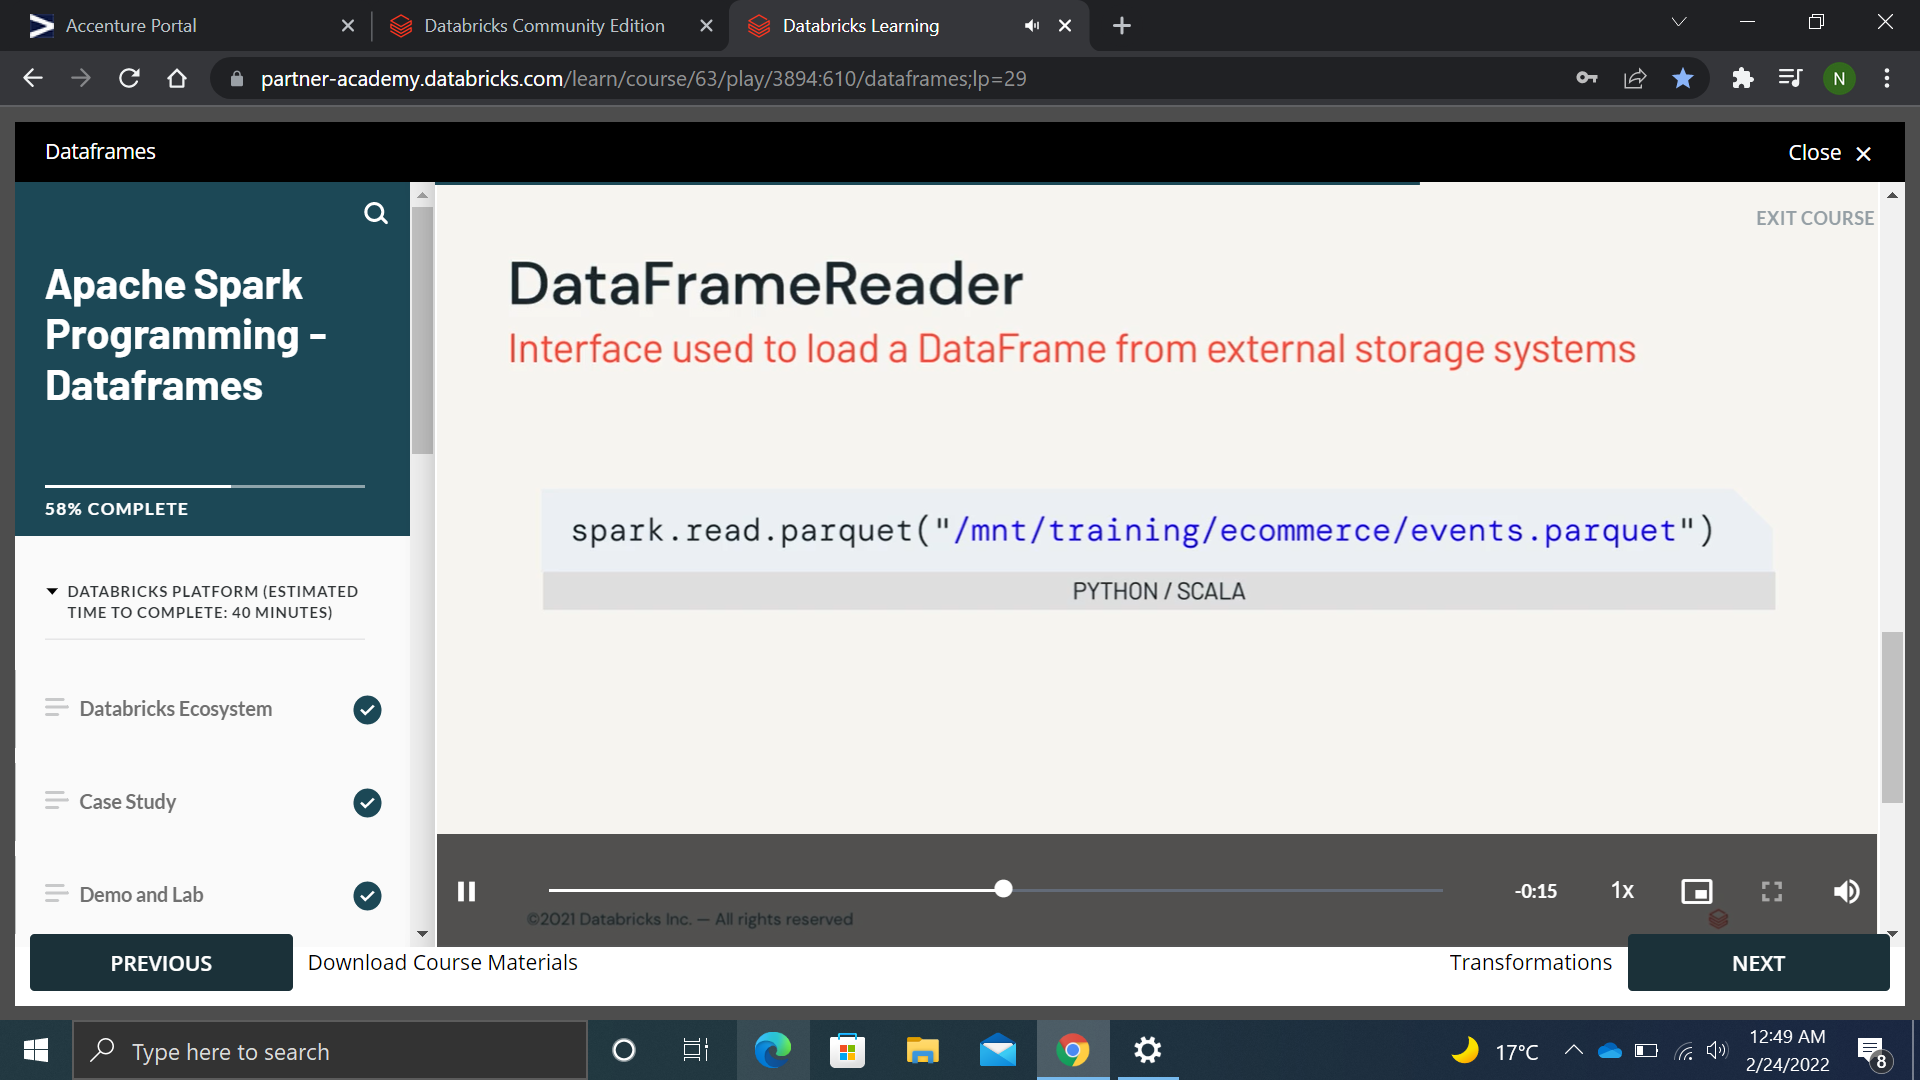 Accenture Portal
Databricks Community Edition
Databricks Learning
partner-academy.databricks.com/learn/course/63/play/3894:610/dataframes;lp=29
N
Dataframes
Close
EXIT COURSE
Apache Spark
Programming -
Dataframes
58% COMPLETE
DATABRICKS PLATFORM (ESTIMATED
TIME TO COMPLETE: 40 MINUTES)
Databricks Ecosystem
Case Study
Demo and Lab
DataFrameReader
Interface used to load a DataFrame from external storage systems
spark.read.parquet("/mnt/training/ecommerce/events.parquet")
PYTHON / SCALA
-0:15
1x
©2021 Databricks Inc. — All rights reserved
PREVIOUS
Download Course Materials
Transformations
NEXT
Type here to search
17°C
12:49 AM
2/24/2022
8